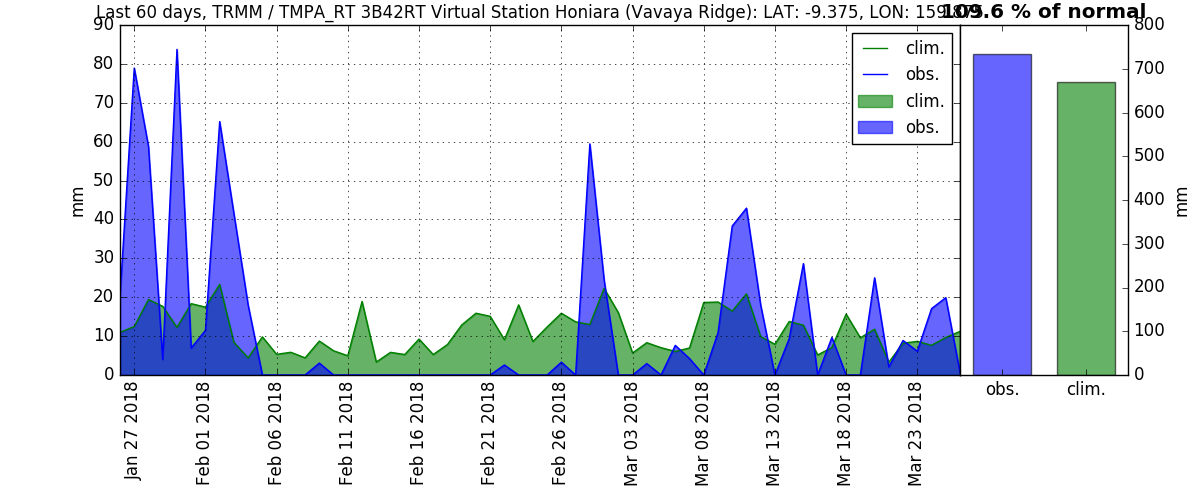 Last 60 days, TRMM / TMPA_RT 3B42RT Virtual Station Honiara (Vavaya Ridge): LAT: -9.375, LON:
109.6 % of normal
90
80
70
60
50
40
30
20
10
0
mm
clim.
obs.
clim.
obs.
800
700
600
500
400
300
200
100
0
mm
obs.
clim.
Jan 27 2018
Feb 01 2018
Feb 06 2018
Feb 11 2018
Feb 16 2018
Feb 21 2018
Feb 26 2018
Mar 03 2018
Mar 08 2018
Mar 13 2018
Mar 18 2018
Mar 23 2018